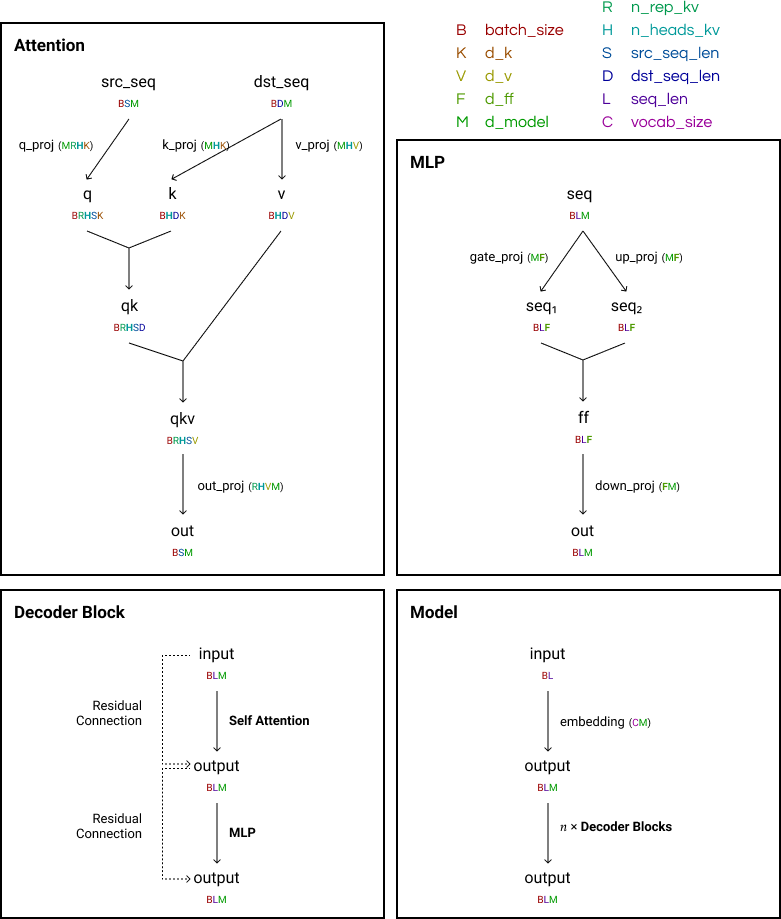 R n_rep_kv
B batch_size H n_heads_kv
K d_k S src_seq_len
V d_v D dst_seq_len
F d_ff L seq_len
M d_model C vocab_size
Attention
src_seq dst_seq
BSM BDM
q_proj (MRHK) k_proj (MHK) v_proj (MHV)
q k v
BRHSK BHDK BHDV
qk
BRHSD
qkv
BRHSV
out_proj (RHVM)
out
BSM
MLP
seq
BLM
gate_proj (MF) up_proj (MF)
seq₁ seq₂
BLF BLF
ff
BLF
down_proj (FM)
out
BLM
Decoder Block
input
BLM
Residual
Connection
Self Attention
output
BLM
Residual
Connection
MLP
output
BLM
Model
input
BL
embedding (CM)
output
BLM
n × Decoder Blocks
output
BLM